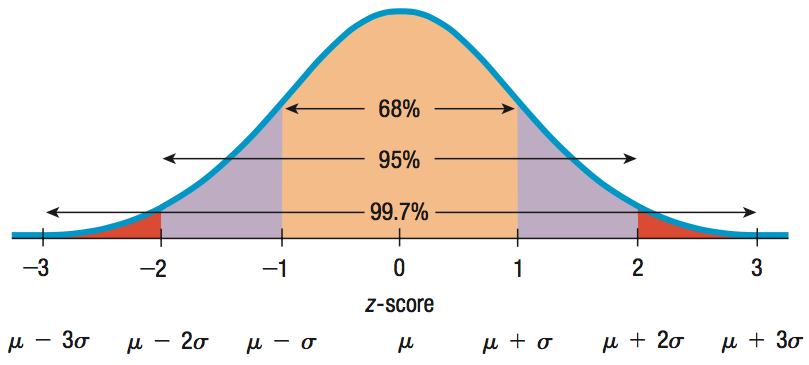 68%
95%
99.7%
−3 −2 −1 0 1 2 3
z-score
μ − 3σ μ − 2σ μ − σ μ μ + σ μ + 2σ μ + 3σ